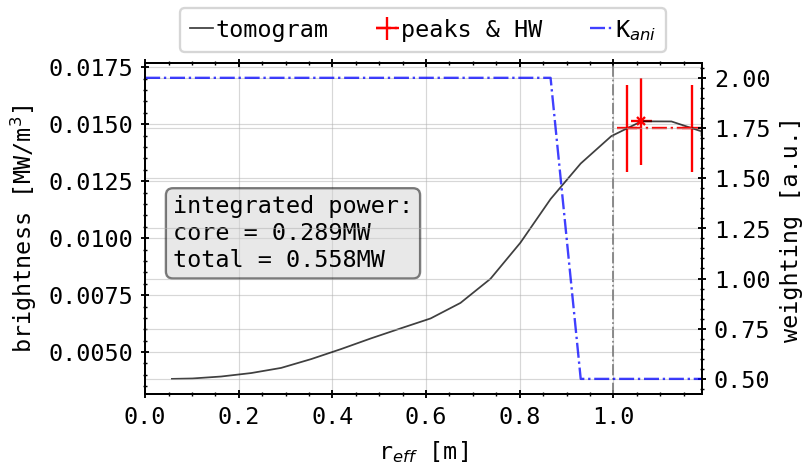 tomogram peaks & HW K_ani
brightness [MW/m³]
0.0175
0.0150
0.0125
0.0100
0.0075
0.0050
integrated power:
core = 0.289MW
total = 0.558MW
2.00
1.75
1.50
1.25
1.00
0.75
0.50
weighting [a.u.]
0.0 0.2 0.4 0.6 0.8 1.0
r_eff [m]